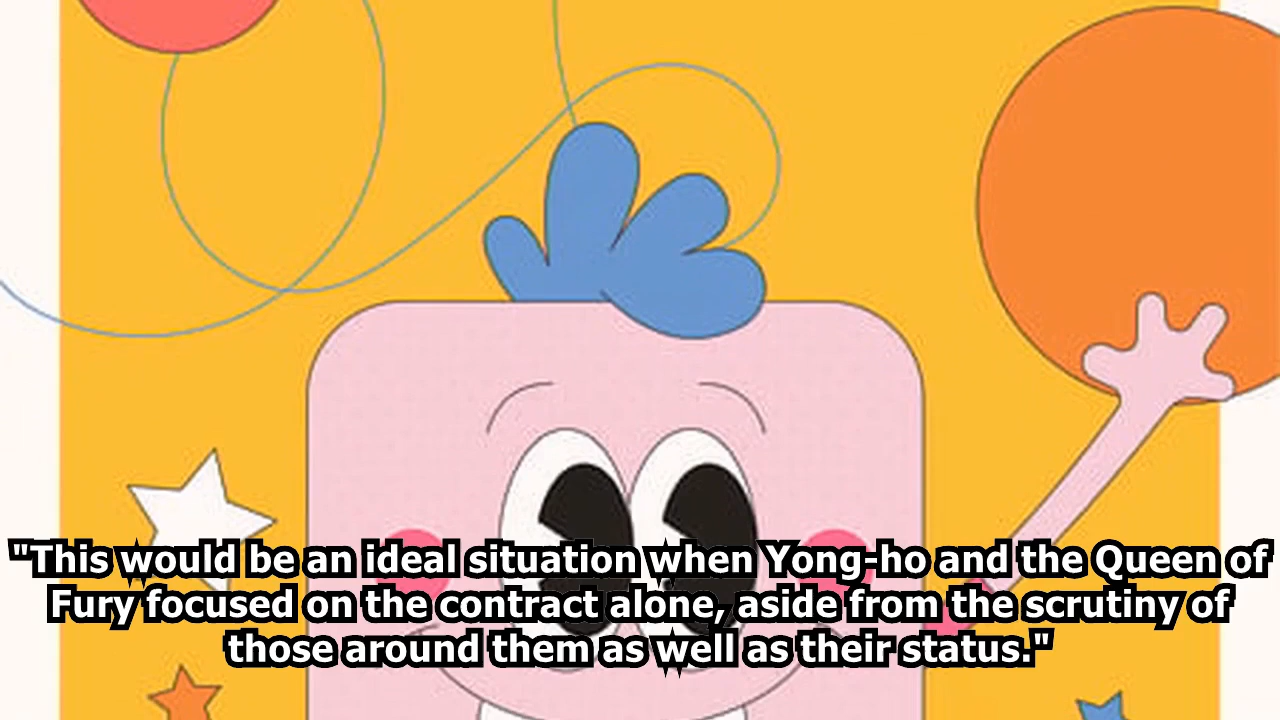 "This would be an ideal situation when Yong-ho and the Queen of
Fury focused on the contract alone, aside from the scrutiny of
those around them as well as their status."